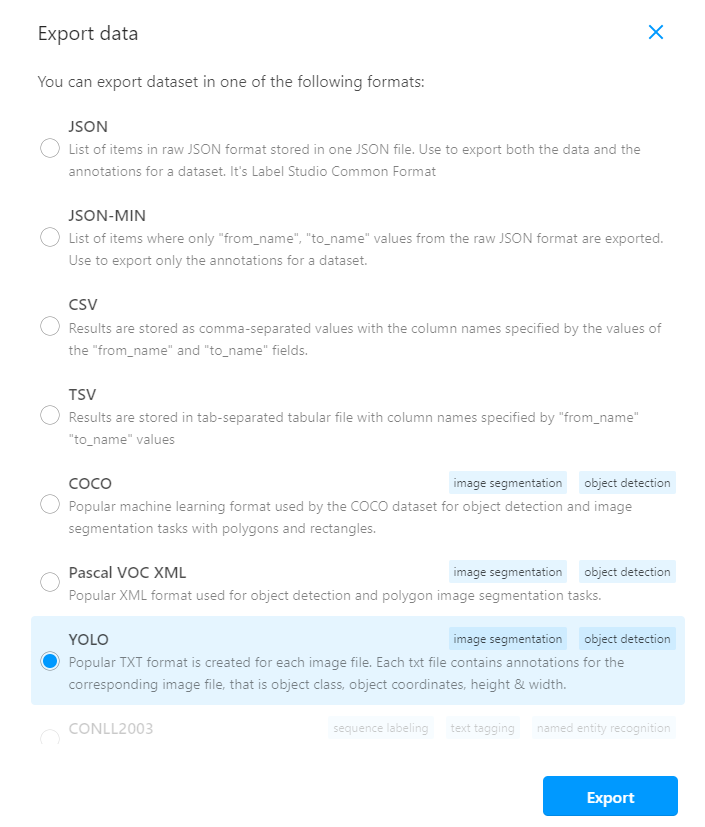 Export data
You can export dataset in one of the following formats:
JSON
List of items in raw JSON format stored in one JSON file. Use to export both the data and the
annotations for a dataset. It's Label Studio Common Format
JSON-MIN
List of items where only "from_name", "to_name" values from the raw JSON format are exported.
Use to export only the annotations for a dataset.
CSV
Results are stored as comma-separated values with the column names specified by the values of
the "from_name" and "to_name" fields.
TSV
Results are stored in tab-separated tabular file with column names specified by "from_name"
"to_name" values
COCO image segmentation object detection
Popular machine learning format used by the COCO dataset for object detection and image
segmentation tasks with polygons and rectangles.
Pascal VOC XML image segmentation object detection
Popular XML format used for object detection and polygon image segmentation tasks.
YOLO image segmentation object detection
Popular TXT format is created for each image file. Each txt file contains annotations for the
corresponding image file, that is object class, object coordinates, height & width.
CONLL2003 sequence labeling text tagging named entity recognition
Export